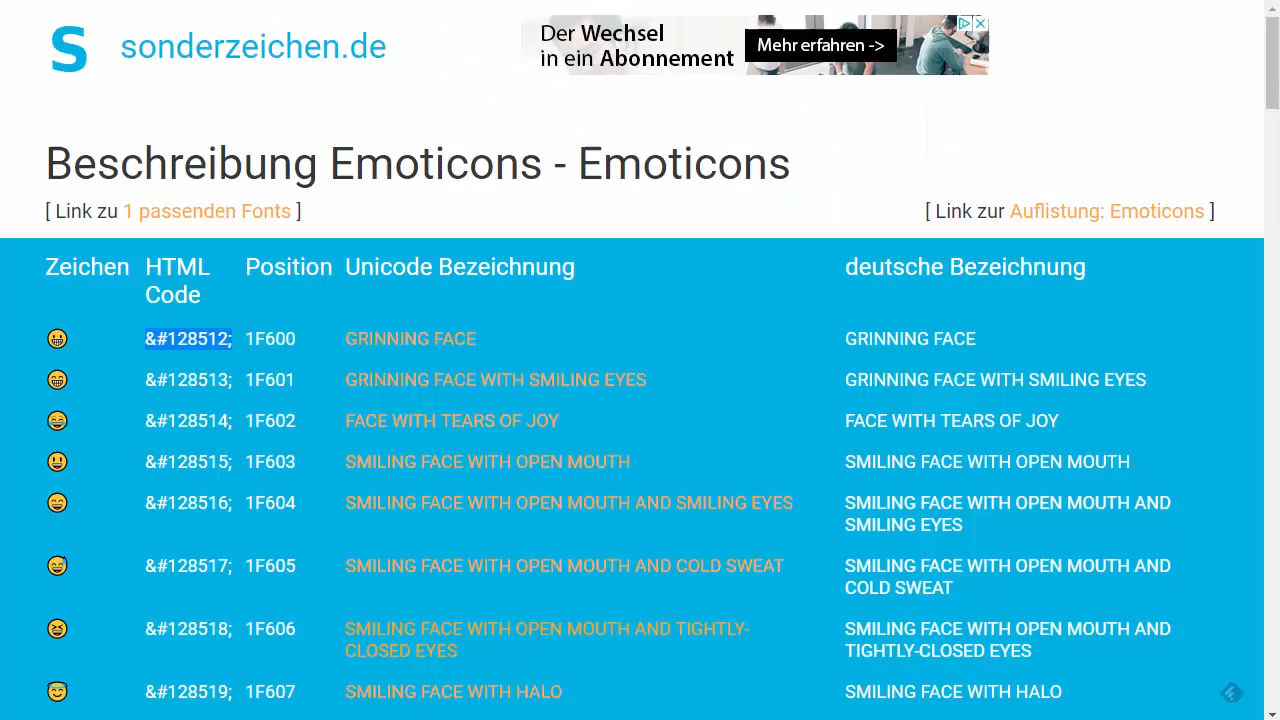 S sonderzeichen.de
Der Wechsel
in ein Abonnement
Mehr erfahren ->
Beschreibung Emoticons - Emoticons
[ Link zu 1 passenden Fonts ]
[ Link zur Auflistung: Emoticons ]
Zeichen HTML Code Position Unicode Bezeichnung deutsche Bezeichnung
😀 &#128512; 1F600 GRINNING FACE GRINNING FACE
😁 &#128513; 1F601 GRINNING FACE WITH SMILING EYES GRINNING FACE WITH SMILING EYES
😂 &#128514; 1F602 FACE WITH TEARS OF JOY FACE WITH TEARS OF JOY
😃 &#128515; 1F603 SMILING FACE WITH OPEN MOUTH SMILING FACE WITH OPEN MOUTH
😄 &#128516; 1F604 SMILING FACE WITH OPEN MOUTH AND SMILING EYES SMILING FACE WITH OPEN MOUTH AND
SMILING EYES
😅 &#128517; 1F605 SMILING FACE WITH OPEN MOUTH AND COLD SWEAT SMILING FACE WITH OPEN MOUTH AND
COLD SWEAT
😆 &#128518; 1F606 SMILING FACE WITH OPEN MOUTH AND TIGHTLY- SMILING FACE WITH OPEN MOUTH AND
CLOSED EYES TIGHTLY-CLOSED EYES
😇 &#128519; 1F607 SMILING FACE WITH HALO SMILING FACE WITH HALO